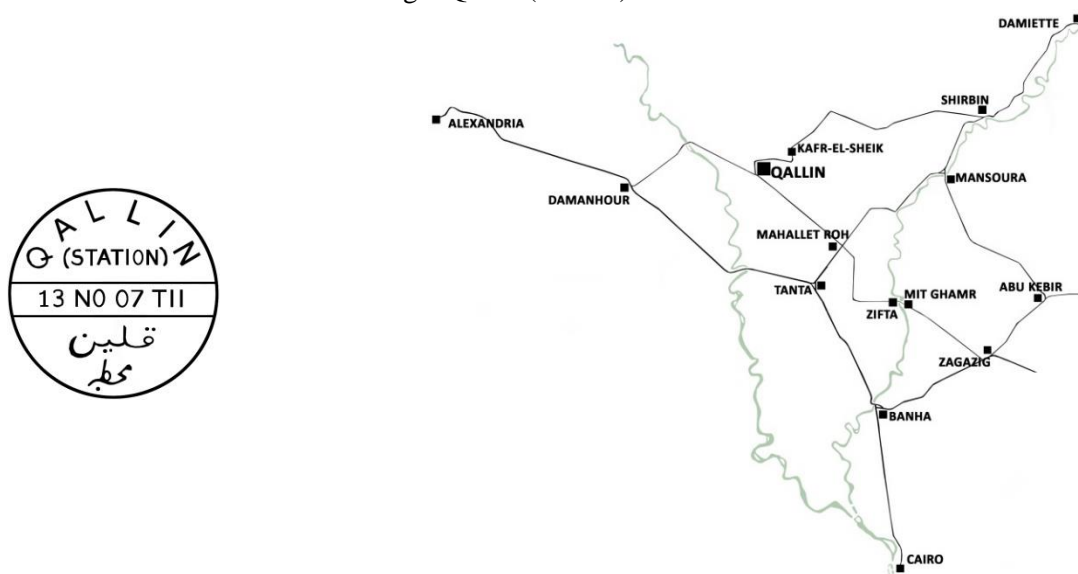 QALLIN
(STATION)
13 NO 07 TII
قلين
محطه
DAMIETTE
SHIRBIN
ALEXANDRIA
KAFR-EL-SHEIK
QALLIN
MANSOURA
DAMANHOUR
MAHALLET ROH
TANTA
MIT GHAMR
ABU KEBIR
ZIFTA
ZAGAZIG
BANHA
CAIRO